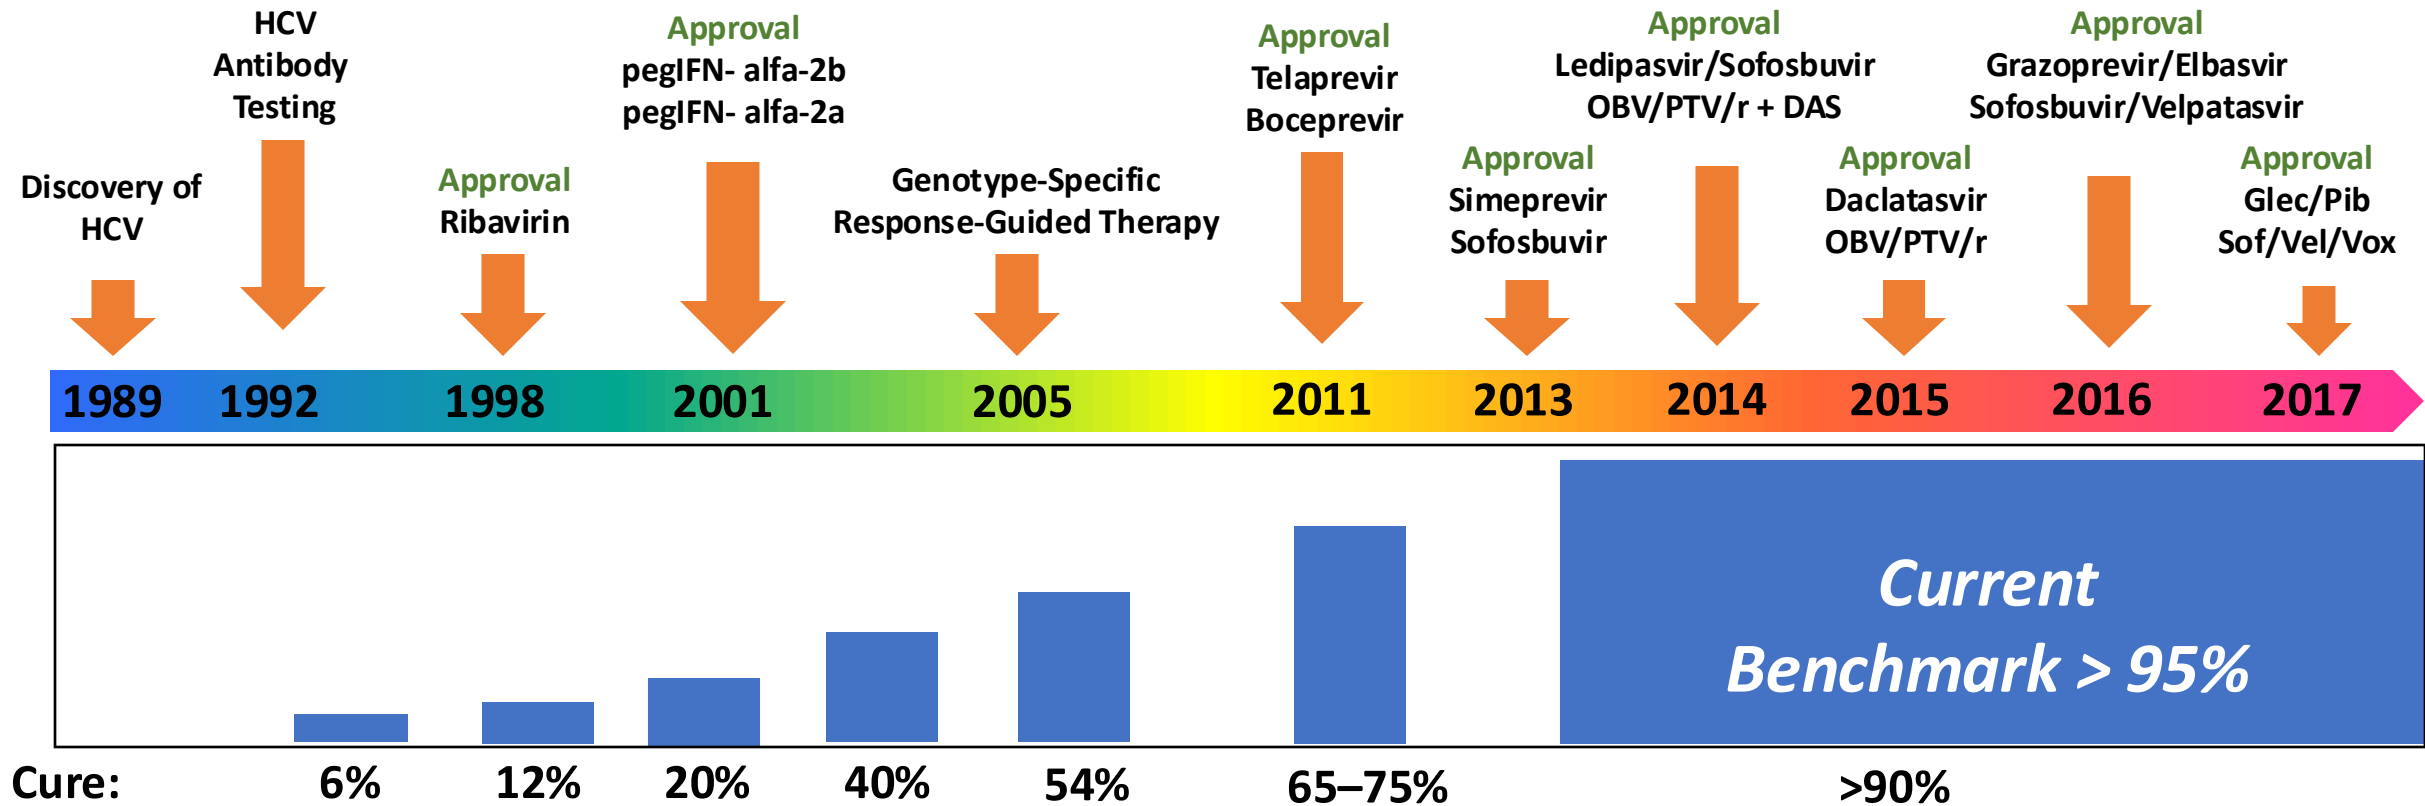 Discovery of
HCV
HCV
Antibody
Testing
Approval
Ribavirin
Approval
pegIFN- alfa-2b
pegIFN- alfa-2a
Genotype-Specific
Response-Guided Therapy
Approval
Telaprevir
Boceprevir
Approval
Simeprevir
Sofosbuvir
Approval
Ledipasvir/Sofosbuvir
OBV/PTV/r + DAS
Approval
Daclatasvir
OBV/PTV/r
Approval
Grazoprevir/Elbasvir
Sofosbuvir/Velpatasvir
Approval
Glec/Pib
Sof/Vel/Vox
1989 1992 1998 2001 2005 2011 2013 2014 2015 2016 2017
Current
Benchmark > 95%
Cure: 6% 12% 20% 40% 54% 65–75% >90%